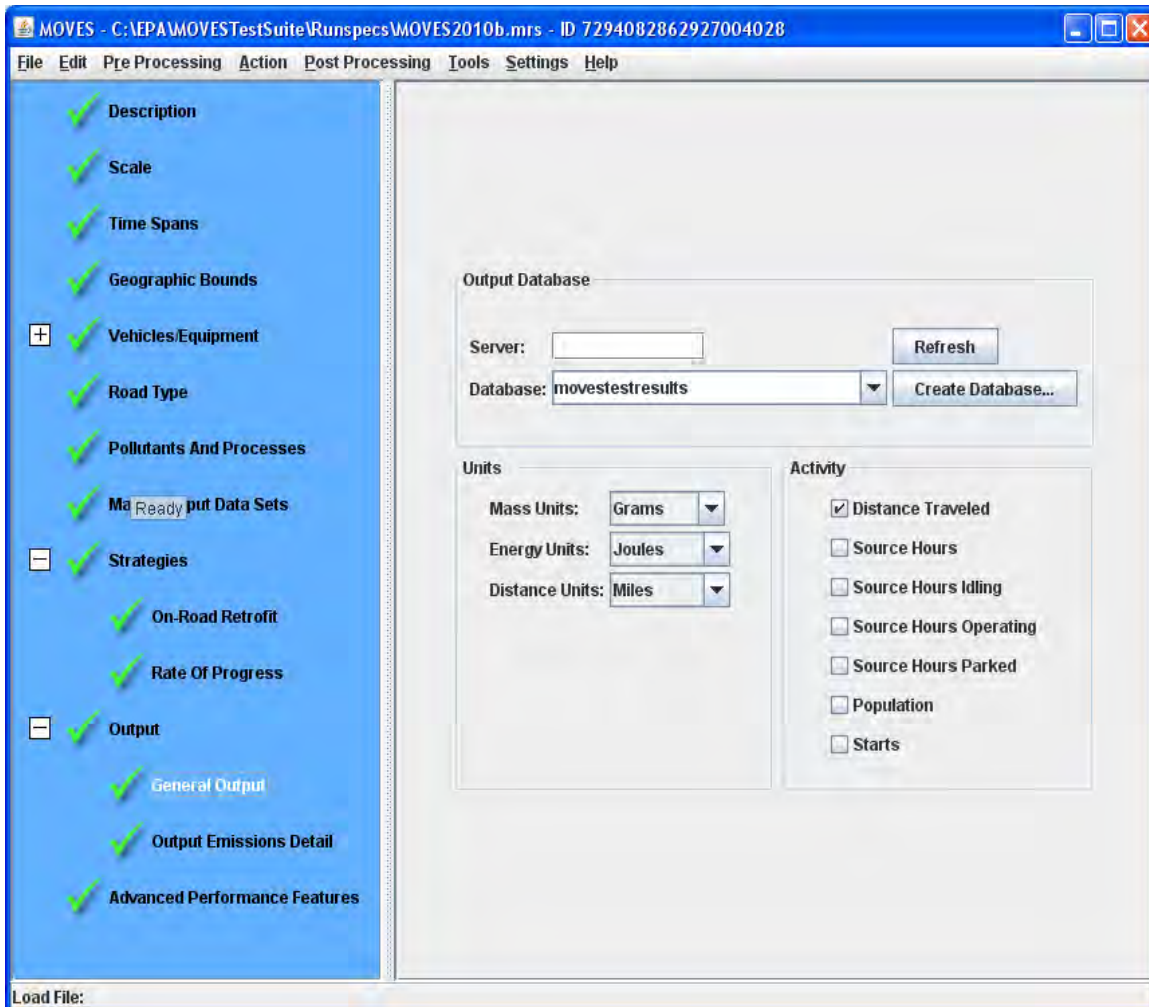 MOVES - C:\EPA\MOVESTestSuite\Runspecs\MOVES2010b.mrs - ID 7294082862927004028
File Edit Pre Processing Action Post Processing Tools Settings Help
Description
Scale
Time Spans
Geographic Bounds
Vehicles/Equipment
Road Type
Pollutants And Processes
Ma Ready put Data Sets
Strategies
On-Road Retrofit
Rate Of Progress
Output
General Output
Output Emissions Detail
Advanced Performance Features
Output Database
Server:
Refresh
Database: movestestresults
Create Database...
Units
Mass Units: Grams
Energy Units: Joules
Distance Units: Miles
Activity
Distance Traveled
Source Hours
Source Hours Idling
Source Hours Operating
Source Hours Parked
Population
Starts
Load File: